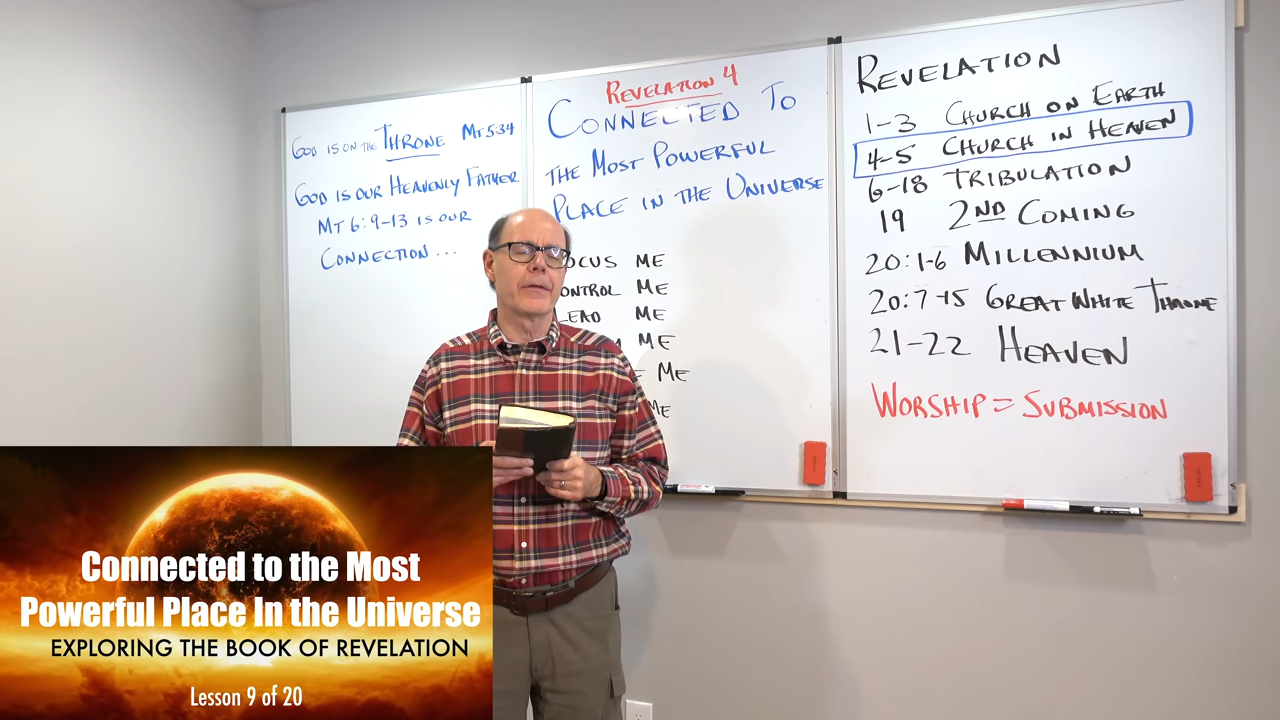 GOD IS ON THE THRONE MT 5:34
GOD IS OUR HEAVENLY FATHER
MT 6:9-13 IS OUR
CONNECTION ...
REVELATION 4
CONNECTED TO
THE MOST POWERFUL
PLACE IN THE UNIVERSE
OCUS ME
ONTROL ME
LEAD ME
ME
ME
ME
REVELATION
1-3 CHURCH ON EARTH
4-5 CHURCH IN HEAVEN
6-18 TRIBULATION
19 2ND COMING
20:1-6 MILLENNIUM
20:7-15 GREAT WHITE THRONE
21-22 HEAVEN
WORSHIP = SUBMISSION
Connected to the Most
Powerful Place In the Universe
EXPLORING THE BOOK OF REVELATION
Lesson 9 of 20